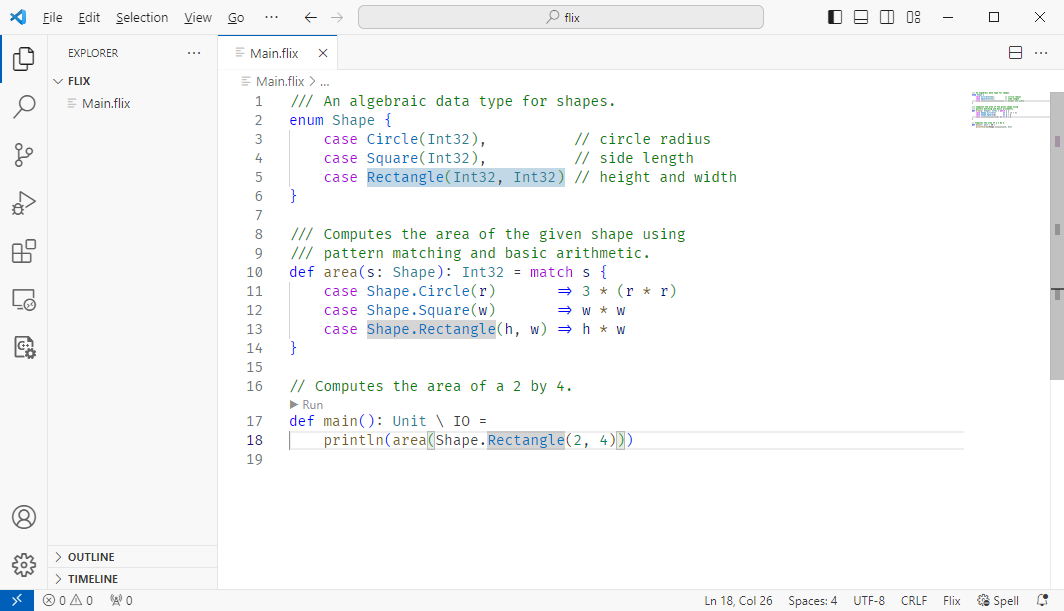 File Edit Selection View Go ··· flix
EXPLORER ···
FLIX
Main.flix
OUTLINE
TIMELINE
Main.flix
Main.flix > ...
1 /// An algebraic data type for shapes.
2 enum Shape {
3 case Circle(Int32), // circle radius
4 case Square(Int32), // side length
5 case Rectangle(Int32, Int32) // height and width
6 }
7
8 /// Computes the area of the given shape using
9 /// pattern matching and basic arithmetic.
10 def area(s: Shape): Int32 = match s {
11 case Shape.Circle(r) => 3 * (r * r)
12 case Shape.Square(w) => w * w
13 case Shape.Rectangle(h, w) => h * w
14 }
15
16 // Computes the area of a 2 by 4.
Run
17 def main(): Unit \ IO =
18 println(area(Shape.Rectangle(2, 4)))
19
0 0 0 Ln 18, Col 26 Spaces: 4 UTF-8 CRLF Flix Spell